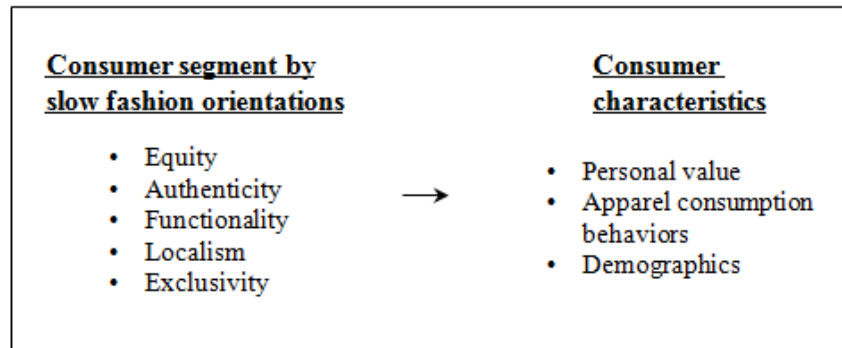 Consumer segment by
slow fashion orientations
• Equity
• Authenticity
• Functionality
• Localism
• Exclusivity
→
Consumer
characteristics
• Personal value
• Apparel consumption
behaviors
• Demographics